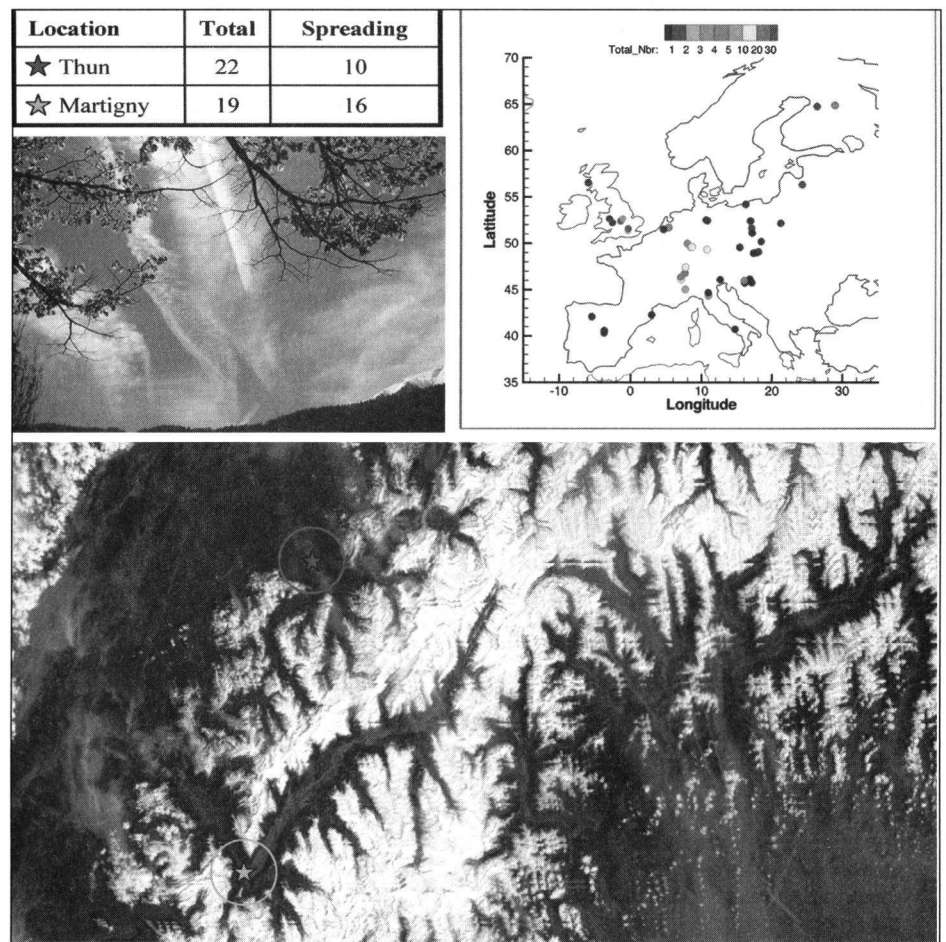 Location Total Spreading
Thun 22 10
Martigny 19 16
Total_Nbr: 1 2 3 4 5 10 20 30
70
65
60
55
50
45
40
35
Latitude
-10 0 10 20 30
Longitude